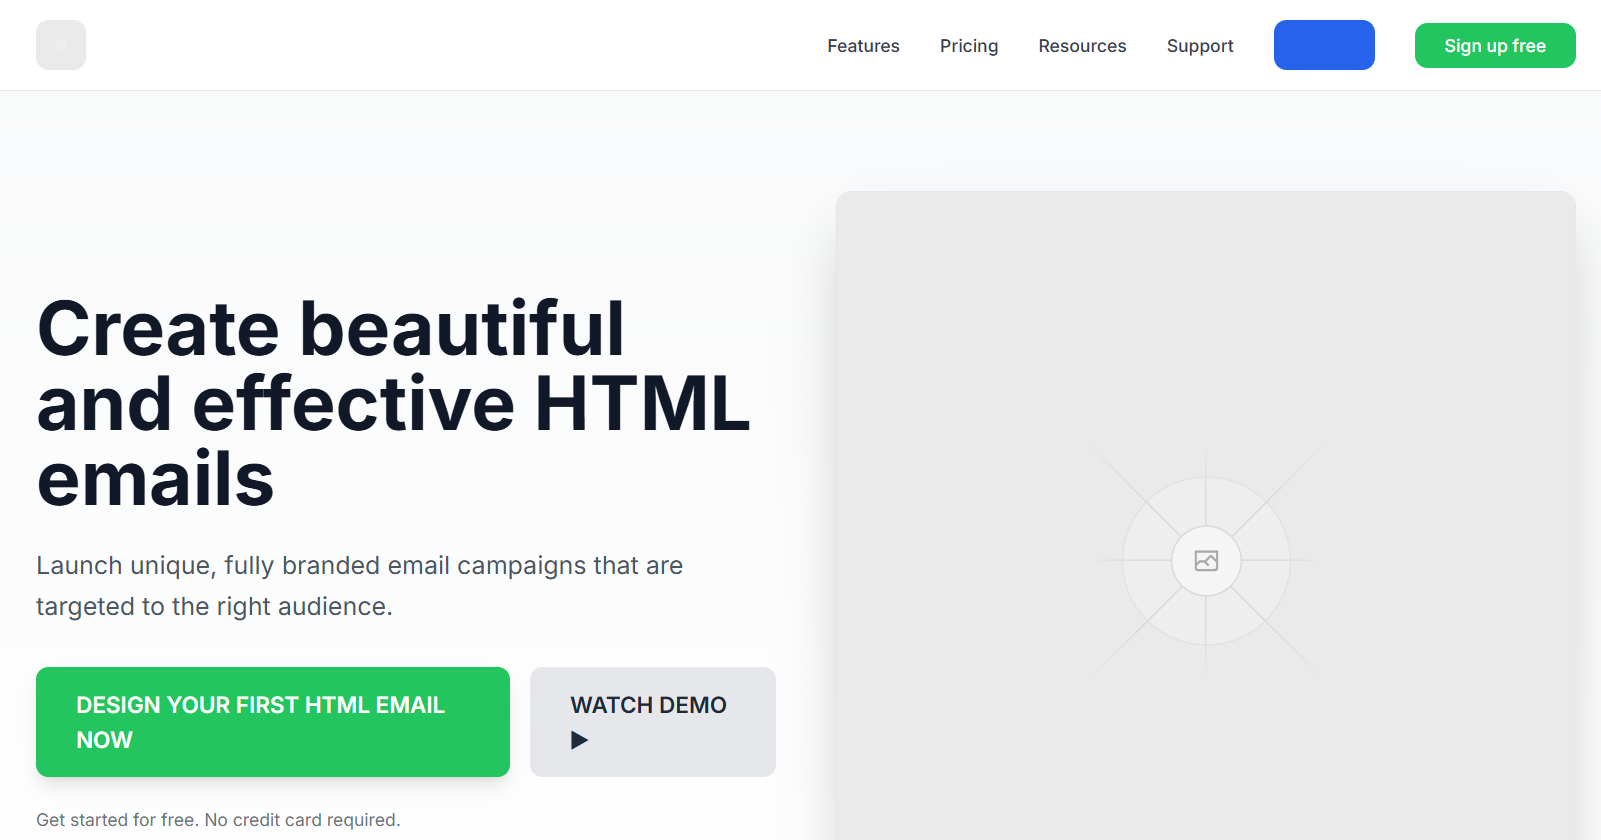 Features
Pricing
Resources
Support
Sign up free
Create beautiful
and effective HTML
emails
Launch unique, fully branded email campaigns that are
targeted to the right audience.
DESIGN YOUR FIRST HTML EMAIL
NOW
WATCH DEMO
▶
Get started for free. No credit card required.